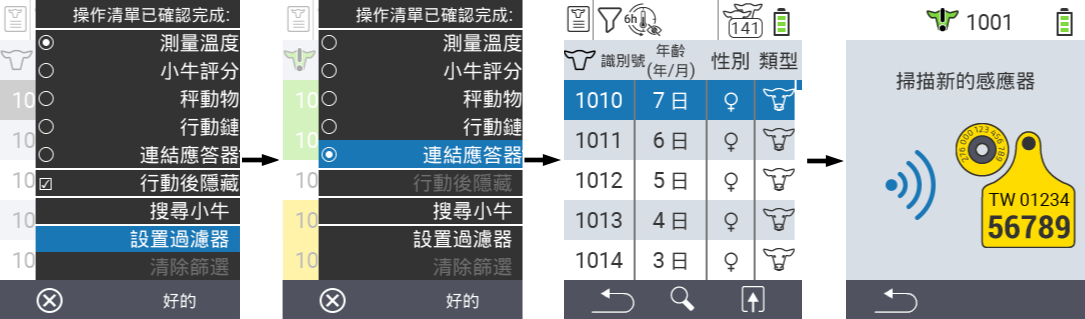 操作清單已確認完成:
測量溫度
小牛評分
秤動物
行動鏈
連結應答器
行動後隱藏
搜尋小牛
設置過濾器
清除篩選
好的
10
10
10
10
10
操作清單已確認完成:
測量溫度
小牛評分
秤動物
行動鏈
連結應答器
行動後隱藏
搜尋小牛
設置過濾器
清除篩選
好的
10
10
10
10
10
6h
141
識別號 年齡 (年/月) 性別 類型
1010 7 日 ♀
1011 6 日 ♀
1012 5 日 ♀
1013 4 日 ♀
1014 3 日 ♀
1001
掃描新的感應器
276 000 123 456 789
TW 01234
56789